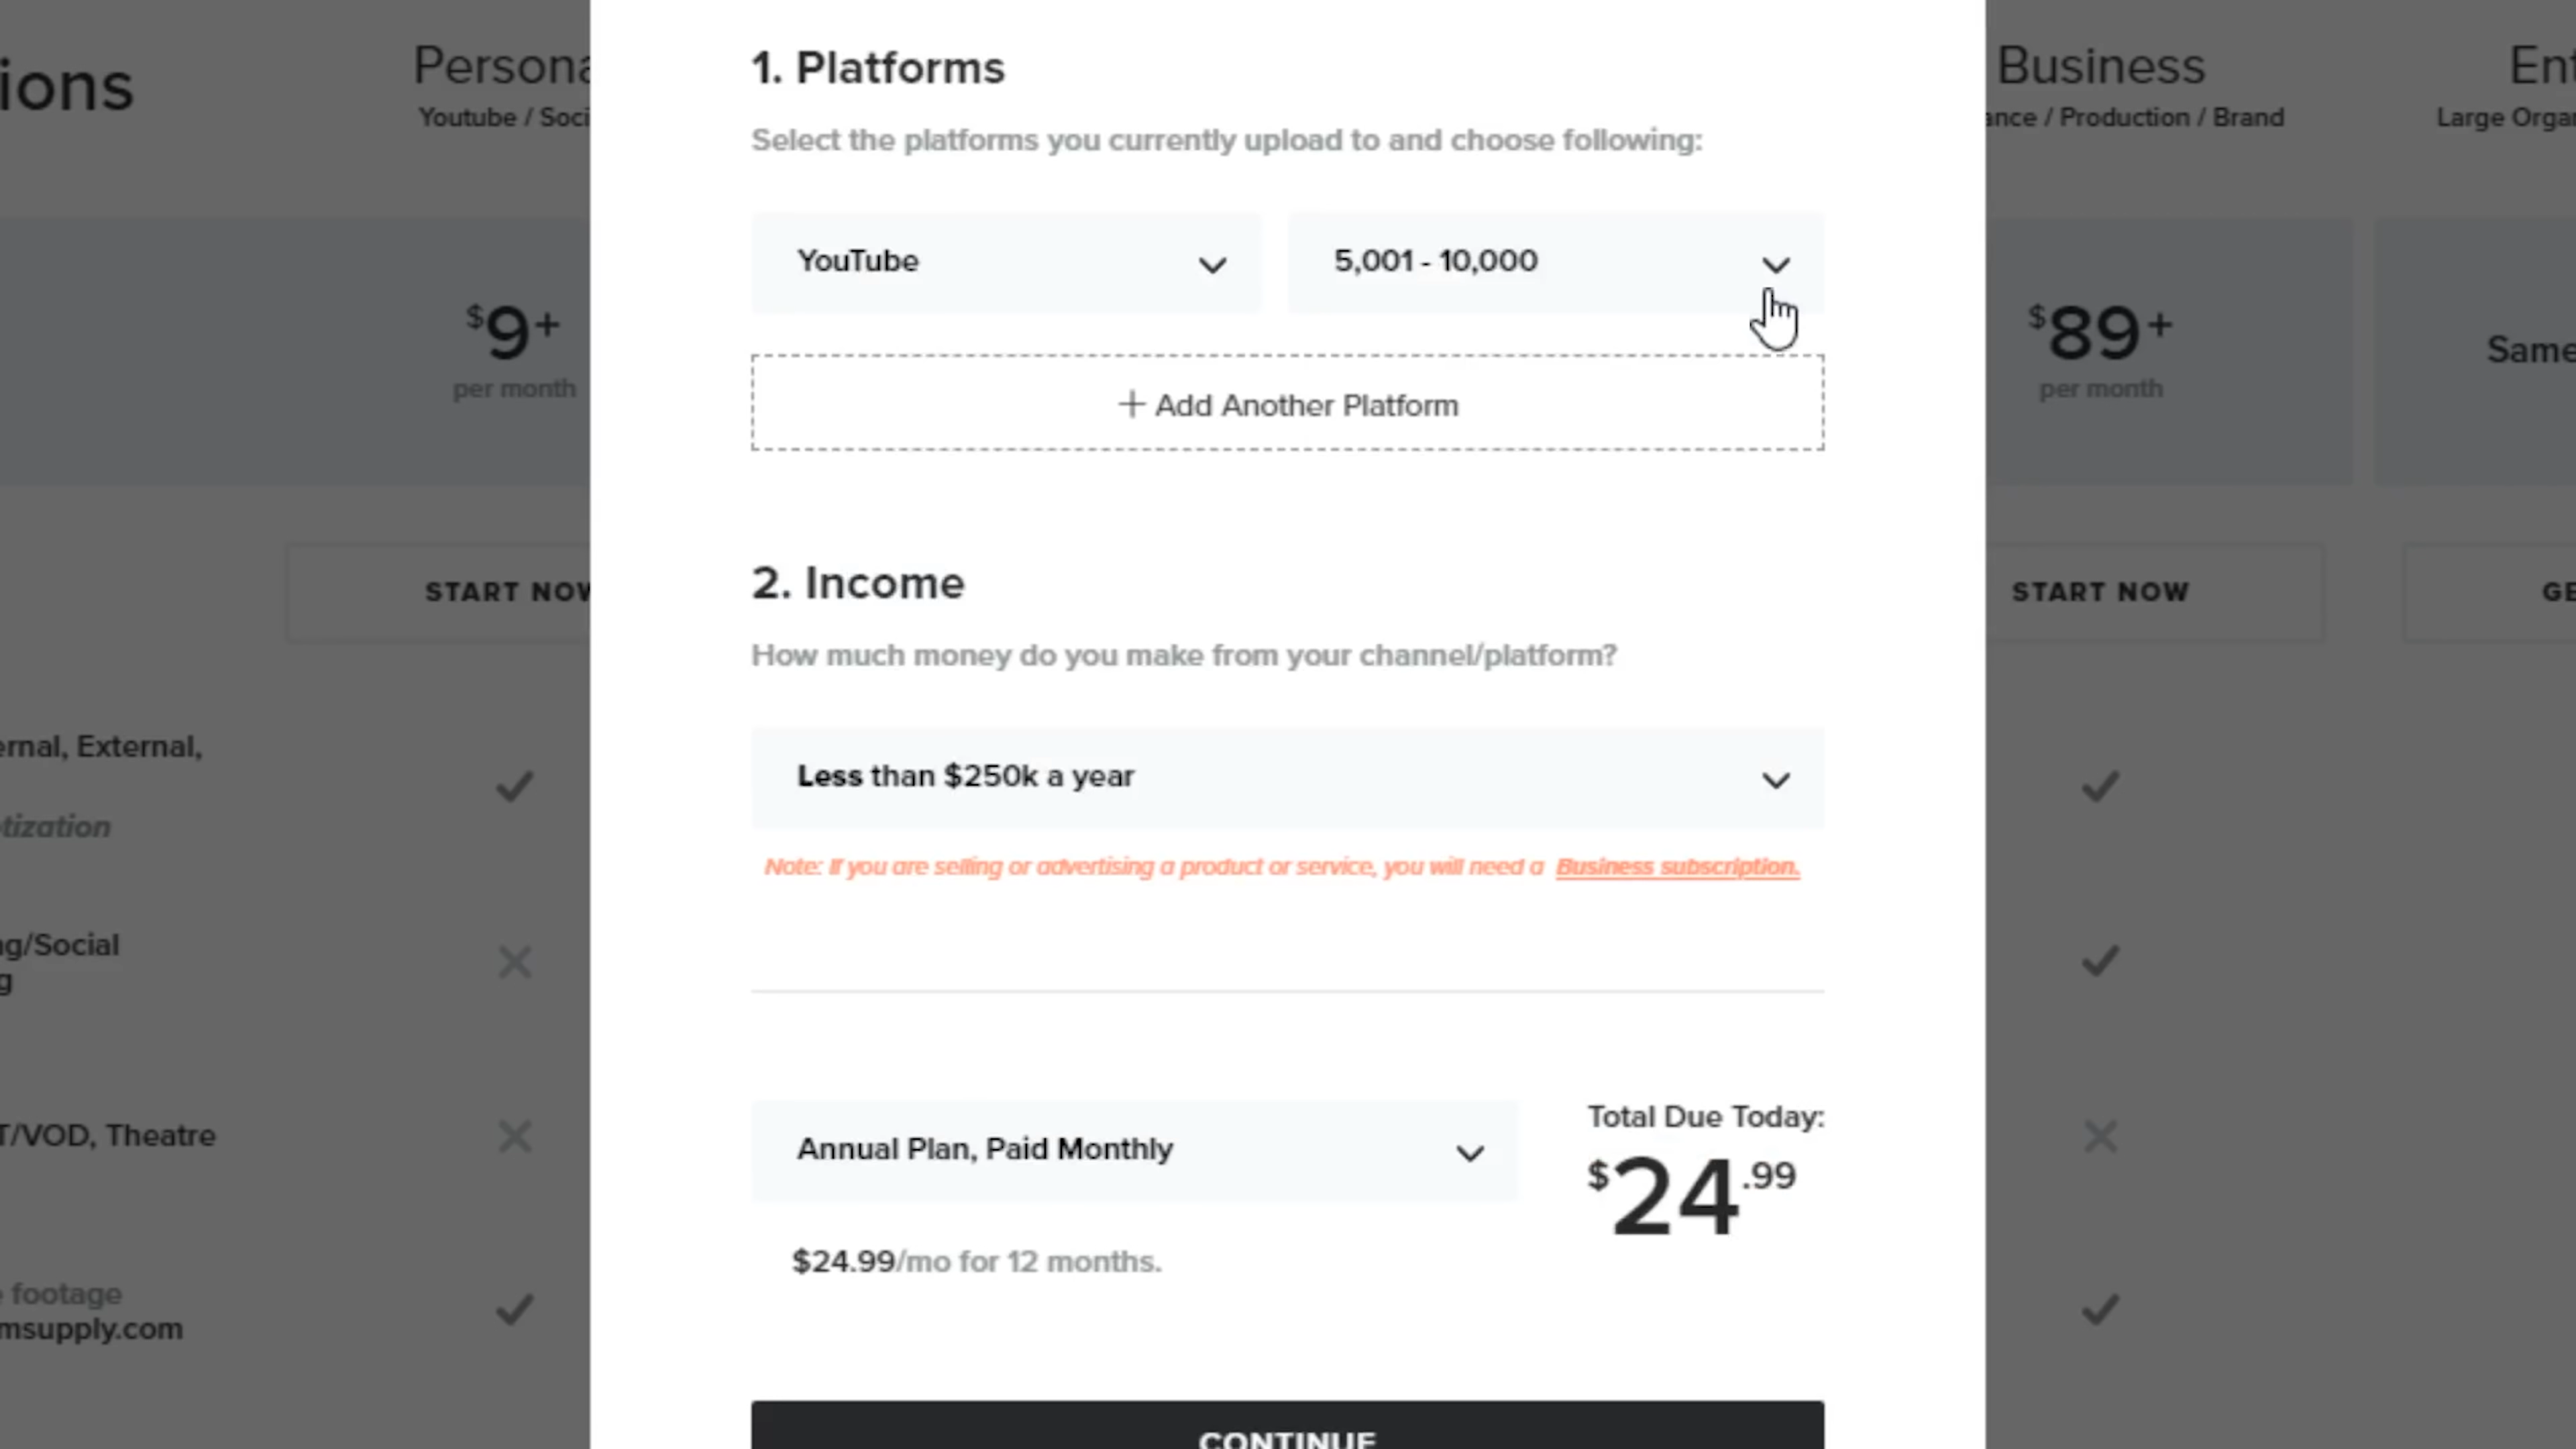 1. Platforms
Select the platforms you currently upload to and choose following:
YouTube
5,001 - 10,000
+ Add Another Platform
2. Income
How much money do you make from your channel/platform?
Less than $250k a year
Note: If you are selling or advertising a product or service, you will need a Business subscription.
Annual Plan, Paid Monthly
Total Due Today:
$24.99
$24.99/mo for 12 months.
CONTINUE
ions
Persona
Youtube / Soci
$9+
per month
START NOW
ernal, External,
tization
ng/Social
g
T/VOD, Theatre
footage
msupply.com
Business
ance / Production / Brand
$89+
per month
START NOW
Ent
Large Organ
Same
GE